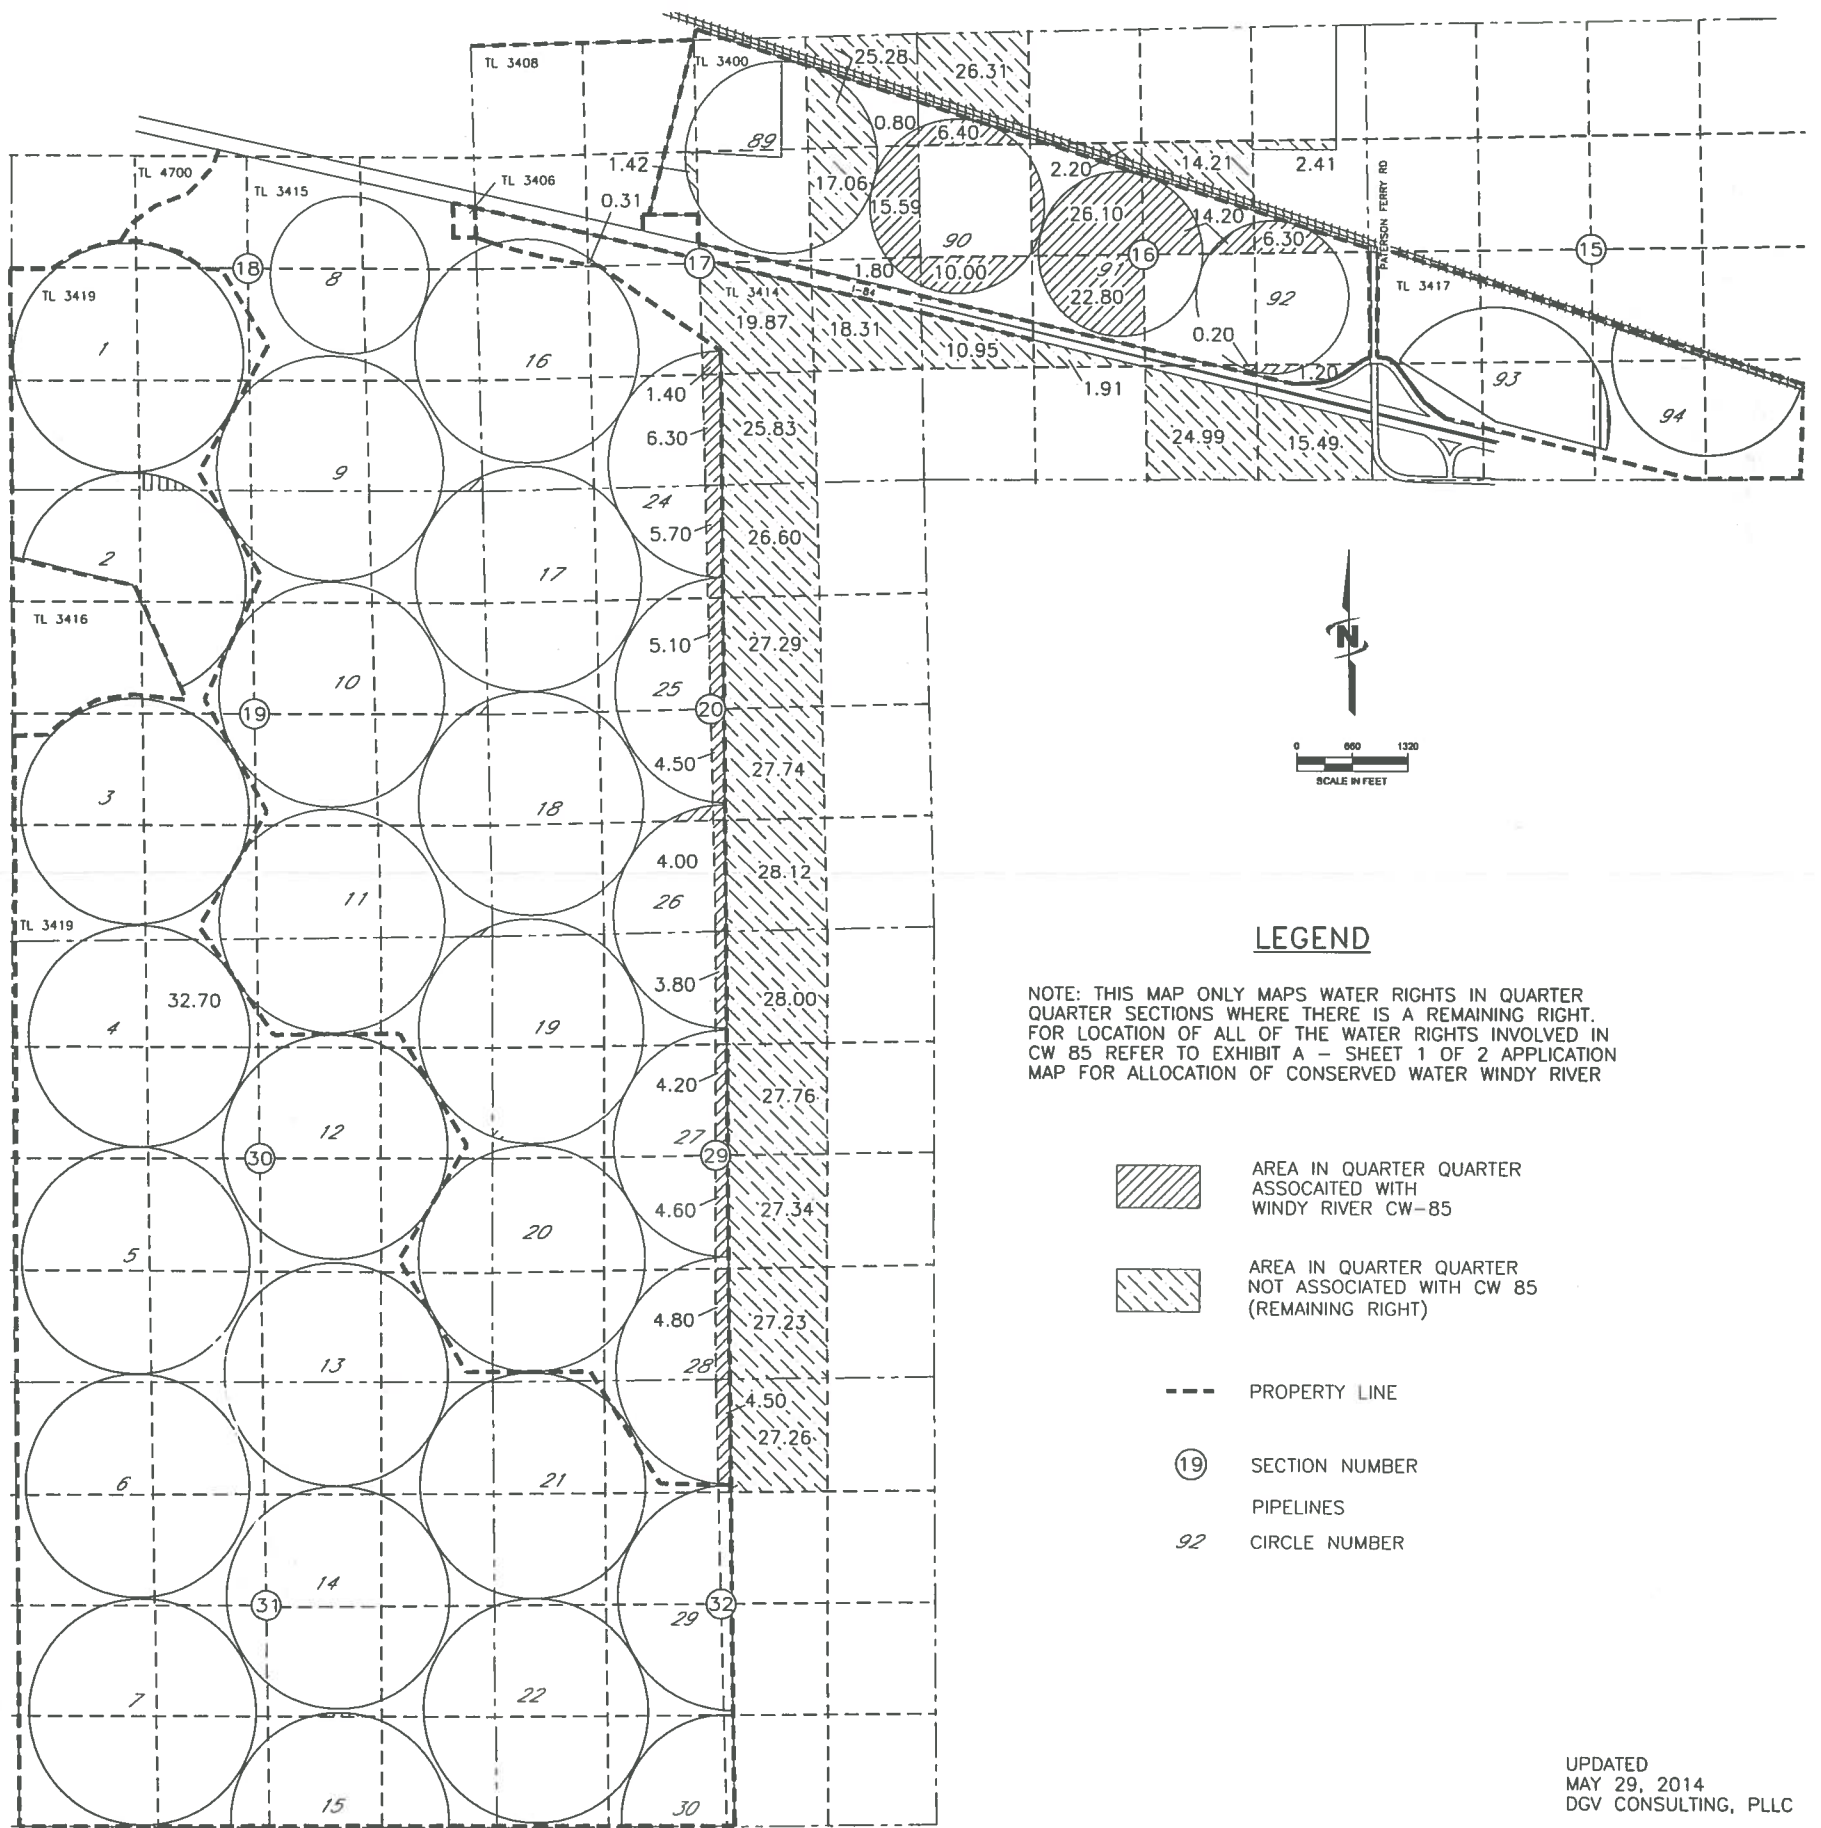 TL 3408
TL 3400
25.28
26.31
TL 4700
TL 3415
TL 3406
0.31
1.42
89
0.80
6.40
17.06
15.59
90
2.20
14.21
2.41
26.10
14.20
6.30
PATERSON FERRY RD
15
18
8
17
1.80
10.00
I-84
91
16
22.80
92
TL 3417
TL 3419
1
TL 3414
19.87
18.31
10.95
1.91
0.20
1.20
93
94
16
1.40
6.30
25.83
24.99
15.49
9
24
5.70
26.60
2
17
TL 3416
5.10
27.29
N
10
25
19
20
4.50
27.74
0 660 1320
SCALE IN FEET
3
18
4.00
28.12
11
26
TL 3419
3.80
28.00
4
32.70
19
4.20
27.76
12
27
30
29
4.60
27.34
5
20
4.80
27.23
13
28
4.50
27.26
6
21
14
31
29
32
7
22
15
30
LEGEND
NOTE: THIS MAP ONLY MAPS WATER RIGHTS IN QUARTER
QUARTER SECTIONS WHERE THERE IS A REMAINING RIGHT.
FOR LOCATION OF ALL OF THE WATER RIGHTS INVOLVED IN
CW 85 REFER TO EXHIBIT A – SHEET 1 OF 2 APPLICATION
MAP FOR ALLOCATION OF CONSERVED WATER WINDY RIVER
AREA IN QUARTER QUARTER
ASSOCAITED WITH
WINDY RIVER CW-85
AREA IN QUARTER QUARTER
NOT ASSOCIATED WITH CW 85
(REMAINING RIGHT)
PROPERTY LINE
19 SECTION NUMBER
PIPELINES
92 CIRCLE NUMBER
UPDATED
MAY 29, 2014
DGV CONSULTING, PLLC